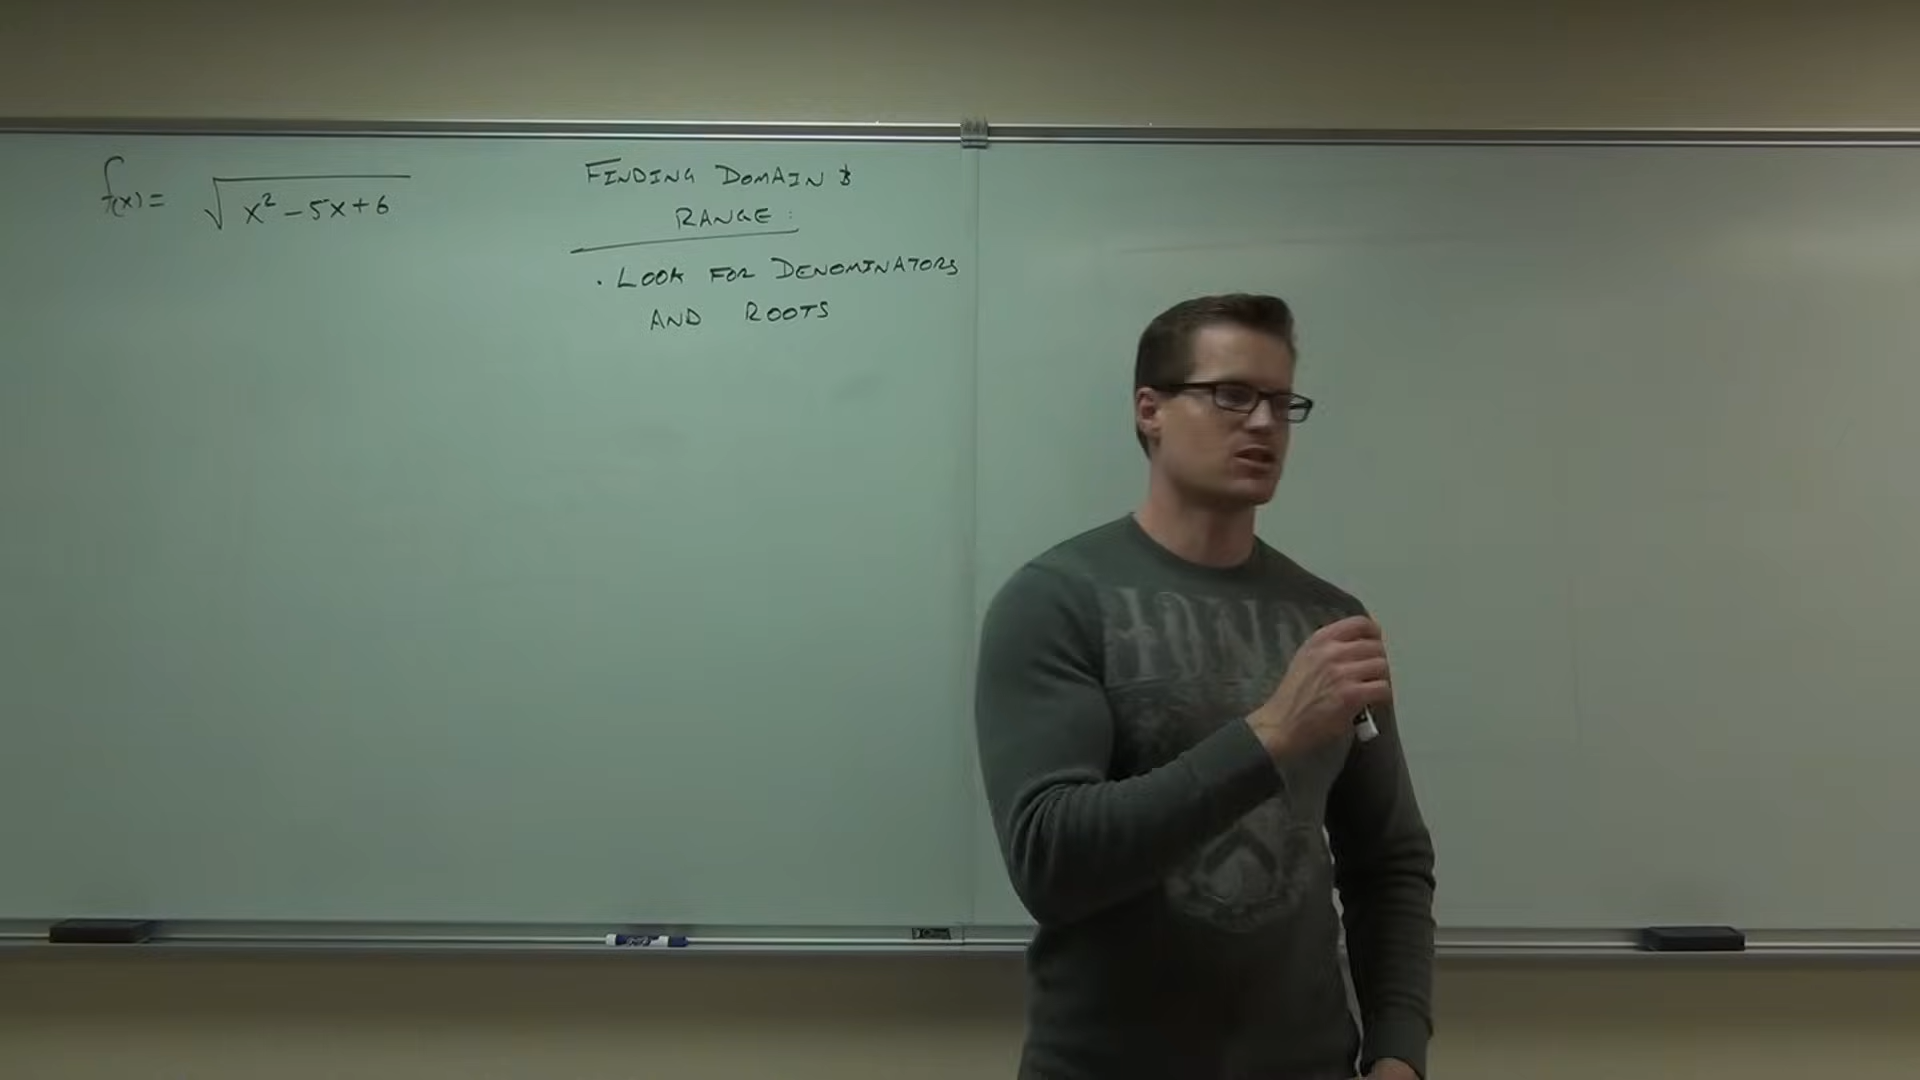 f(x) = √x² - 5x + 6
FINDING DOMAIN &
RANGE:
. LOOK FOR DENOMINATORS
AND ROOTS